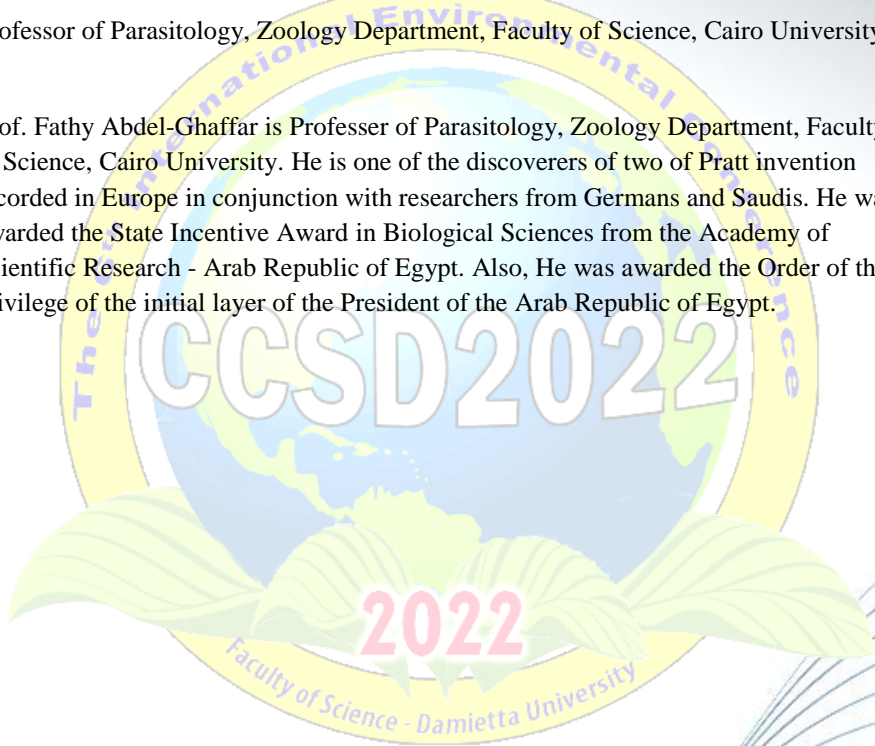 ofessor of Parasitology, Zoology Department, Faculty of Science, Cairo University
of. Fathy Abdel-Ghaffar is Professer of Parasitology, Zoology Department, Faculty
Science, Cairo University. He is one of the discoverers of two of Pratt invention
corded in Europe in conjunction with researchers from Germans and Saudis. He wa
warded the State Incentive Award in Biological Sciences from the Academy of
ientific Research - Arab Republic of Egypt. Also, He was awarded the Order of th
ivilege of the initial layer of the President of the Arab Republic of Egypt.
The 6th International Environmental Conference
CCSD2022
2022
Faculty of Science - Damietta University